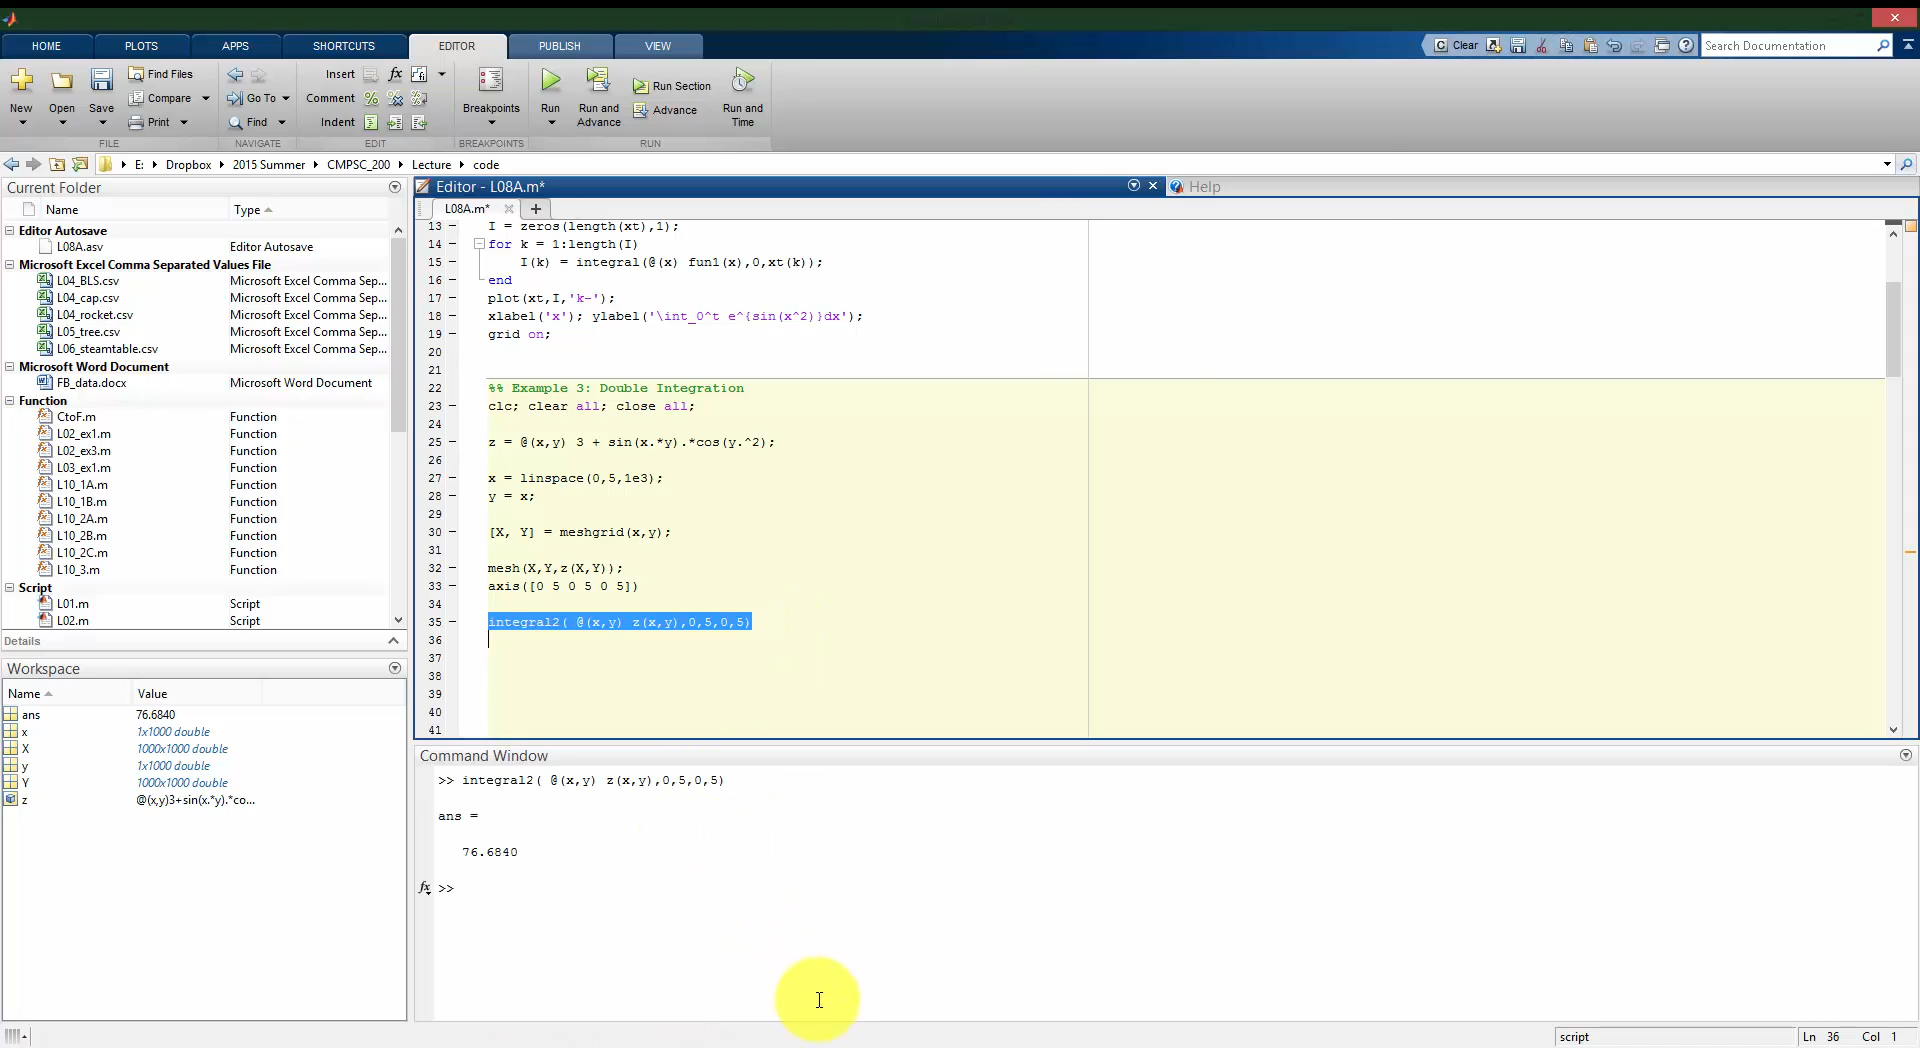 HOME PLOTS APPS SHORTCUTS EDITOR PUBLISH VIEW
Clear
Search Documentation
New
Open
Save
Find Files
Compare
Print
Go To
Find
Insert fx
Comment
Indent
Breakpoints
Run
Run and
Advance
Run Section
Advance
Run and
Time
FILE NAVIGATE EDIT BREAKPOINTS RUN
E: Dropbox 2015 Summer CMPSC_200 Lecture code
Current Folder
Name Type
Editor Autosave
L08A.asv Editor Autosave
Microsoft Excel Comma Separated Values File
L04_BLS.csv Microsoft Excel Comma Sep...
L04_cap.csv Microsoft Excel Comma Sep...
L04_rocket.csv Microsoft Excel Comma Sep...
L05_tree.csv Microsoft Excel Comma Sep...
L06_steamtable.csv Microsoft Excel Comma Sep...
Microsoft Word Document
FB_data.docx Microsoft Word Document
Function
CtoF.m Function
L02_ex1.m Function
L02_ex3.m Function
L03_ex1.m Function
L10_1A.m Function
L10_1B.m Function
L10_2A.m Function
L10_2B.m Function
L10_2C.m Function
L10_3.m Function
Script
L01.m Script
L02.m Script
Details
Workspace
Name Value
ans 76.6840
x 1x1000 double
X 1000x1000 double
y 1x1000 double
Y 1000x1000 double
z @(x,y)3+sin(x.*y).*co...
Editor - L08A.m*
Help
L08A.m*
13 I = zeros(length(xt),1);
14 for k = 1:length(I)
15 I(k) = integral(@(x) fun1(x),0,xt(k));
16 end
17 plot(xt,I,'k-');
18 xlabel('x'); ylabel('\int_0^t e^{sin(x^2)}dx');
19 grid on;
20
21
22 %% Example 3: Double Integration
23 clc; clear all; close all;
24
25 z = @(x,y) 3 + sin(x.*y).*cos(y.^2);
26
27 x = linspace(0,5,1e3);
28 y = x;
29
30 [X, Y] = meshgrid(x,y);
31
32 mesh(X,Y,z(X,Y));
33 axis([0 5 0 5 0 5])
34
35 integral2( @(x,y) z(x,y),0,5,0,5)
36
37
38
39
40
41
Command Window
>> integral2( @(x,y) z(x,y),0,5,0,5)
ans =
76.6840
fx >>
script
Ln 36 Col 1